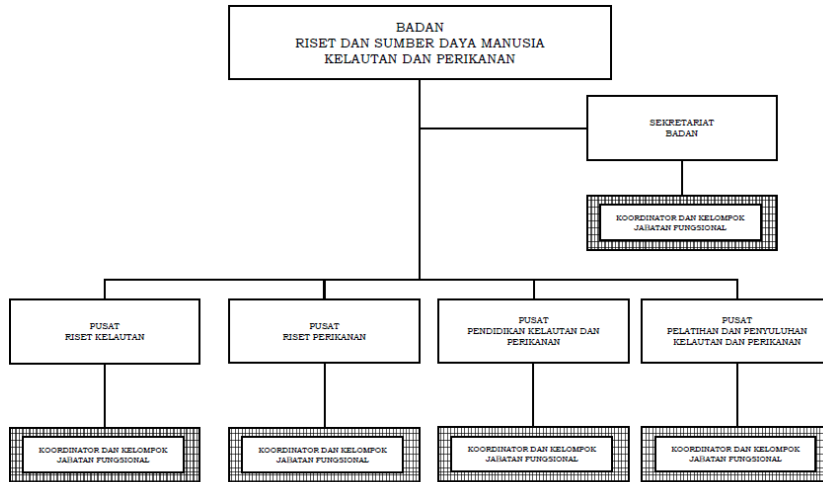 BADAN
RISET DAN SUMBER DAYA MANUSIA
KELAUTAN DAN PERIKANAN
SEKRETARIAT
BADAN
KOORDINATOR DAN KELOMPOK
JABATAN FUNGSIONAL
PUSAT
RISET KELAUTAN
PUSAT
RISET PERIKANAN
PUSAT
PENDIDIKAN KELAUTAN DAN
PERIKANAN
PUSAT
PELATIHAN DAN PENYULUHAN
KELAUTAN DAN PERIKANAN
KOORDINATOR DAN KELOMPOK
JABATAN FUNGSIONAL
KOORDINATOR DAN KELOMPOK
JABATAN FUNGSIONAL
KOORDINATOR DAN KELOMPOK
JABATAN FUNGSIONAL
KOORDINATOR DAN KELOMPOK
JABATAN FUNGSIONAL